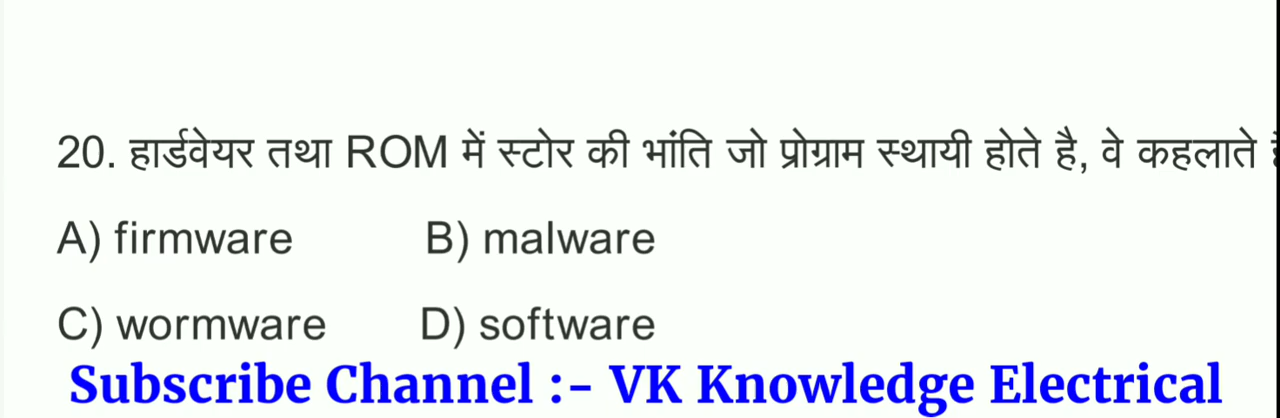 20. हार्डवेयर तथा ROM में स्टोर की भांति जो प्रोग्राम स्थायी होते है, वे कहलाते
A) firmware B) malware
C) wormware D) software
Subscribe Channel :- VK Knowledge Electrical